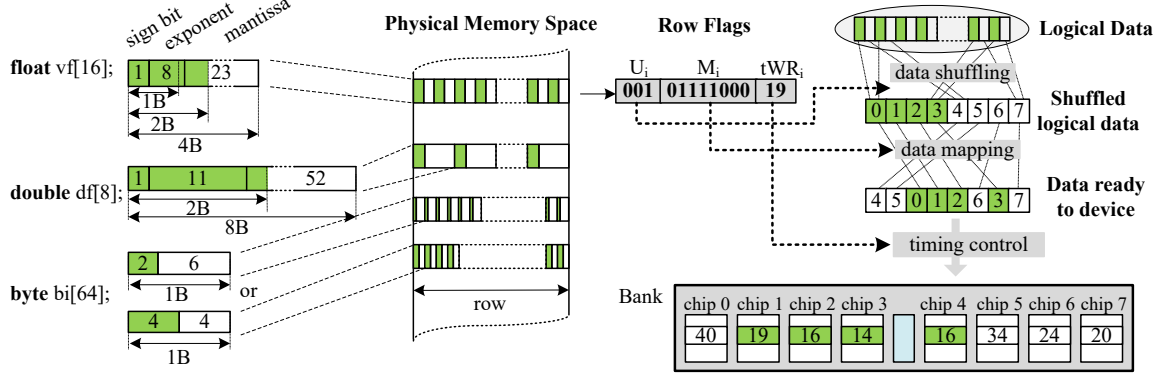 sign bit
exponent
mantissa
float vf[16];
1 8 23
1B
2B
4B
double df[8];
1 11 52
2B
8B
byte bi[64];
2 6
1B
or
4 4
1B
Physical Memory Space
row
Row Flags
Ui Mi tWRi
001 01111000 19
Logical Data
data shuffling
0 1 2 3 4 5 6 7
Shuffled
logical data
data mapping
4 5 0 1 2 6 3 7
Data ready
to device
timing control
Bank
chip 0 chip 1 chip 2 chip 3 chip 4 chip 5 chip 6 chip 7
40 19 16 14 16 34 24 20